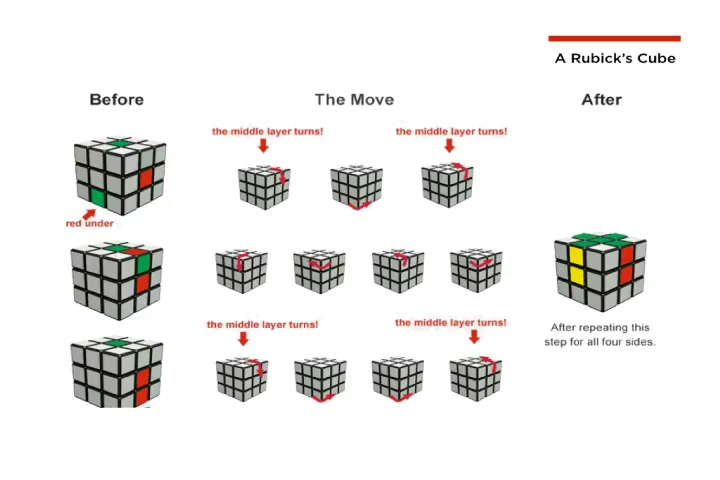 A Rubick's Cube
Before
The Move
After
the middle layer turns!
the middle layer turns!
red under
the middle layer turns!
the middle layer turns!
After repeating this
step for all four sides.